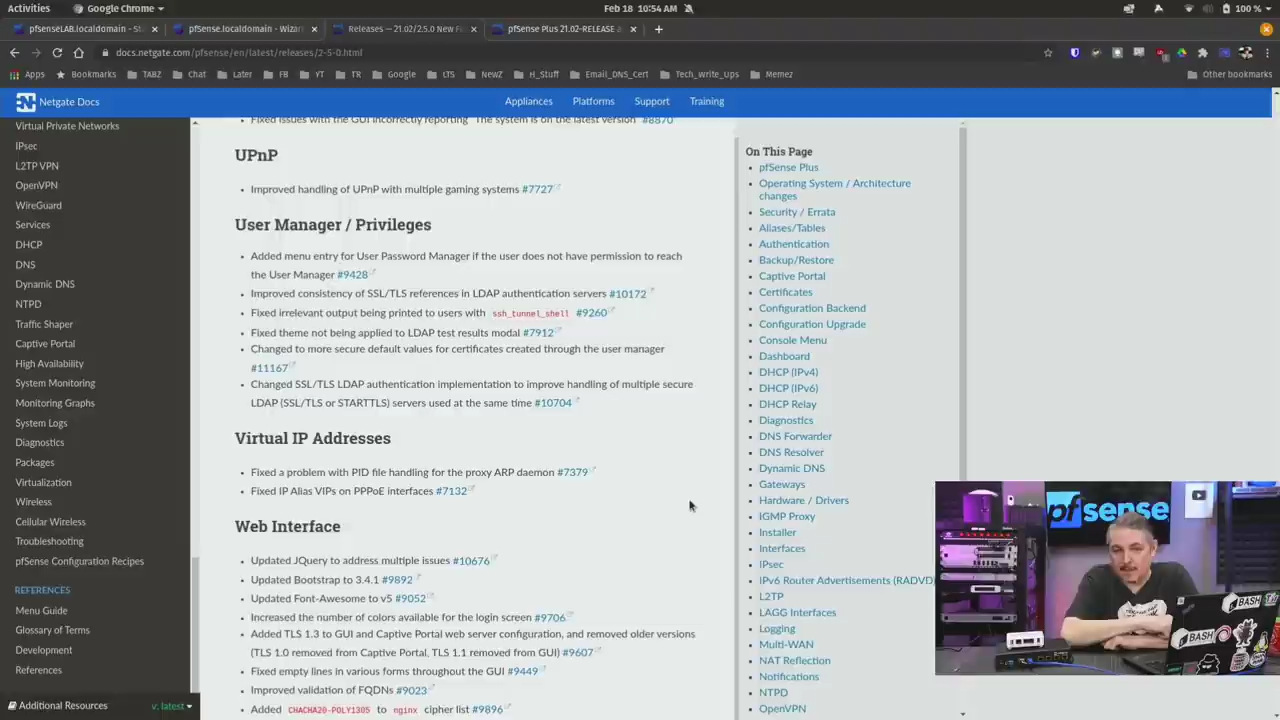 Activities
Google Chrome
Feb 18 10:54 AM
100 %
pfsenseLAB.localdomain - St
pfSense.localdomain - Wizar
Releases — 21.02/2.5.0 New F
pfSense Plus 21.02-RELEASE a
docs.netgate.com/pfsense/en/latest/releases/2-5-0.html
Apps
Bookmarks
TABZ
Chat
Later
FB
YT
TR
Google
LTS
NewZ
H_Stuff
Email_DNS_Cert
Tech_Write_Ups
Memez
Other bookmarks
Netgate Docs
Appliances
Platforms
Support
Training
Virtual Private Networks
IPsec
L2TP VPN
OpenVPN
WireGuard
Services
DHCP
DNS
Dynamic DNS
NTPD
Traffic Shaper
Captive Portal
High Availability
System Monitoring
Monitoring Graphs
System Logs
Diagnostics
Packages
Virtualization
Wireless
Cellular Wireless
Troubleshooting
pfSense Configuration Recipes
REFERENCES
Menu Guide
Glossary of Terms
Development
References
Additional Resources
v: latest
Fixed issues with the GUI incorrectly reporting "The system is on the latest version" #8870
UPnP
Improved handling of UPnP with multiple gaming systems #7727
User Manager / Privileges
Added menu entry for User Password Manager if the user does not have permission to reach
the User Manager #9428
Improved consistency of SSL/TLS references in LDAP authentication servers #10172
Fixed irrelevant output being printed to users with ssh_tunnel_shell #9260
Fixed theme not being applied to LDAP test results modal #7912
Changed to more secure default values for certificates created through the user manager
#11167
Changed SSL/TLS LDAP authentication implementation to improve handling of multiple secure
LDAP (SSL/TLS or STARTTLS) servers used at the same time #10704
Virtual IP Addresses
Fixed a problem with PID file handling for the proxy ARP daemon #7379
Fixed IP Alias VIPs on PPPoE interfaces #7132
Web Interface
Updated JQuery to address multiple issues #10676
Updated Bootstrap to 3.4.1 #9892
Updated Font-Awesome to v5 #9052
Increased the number of colors available for the login screen #9706
Added TLS 1.3 to GUI and Captive Portal web server configuration, and removed older versions
(TLS 1.0 removed from Captive Portal, TLS 1.1 removed from GUI) #9607
Fixed empty lines in various forms throughout the GUI #9449
Improved validation of FQDNs #9023
Added CHACHA20-POLY1305 to nginx cipher list #9896
On This Page
pfSense Plus
Operating System / Architecture
changes
Security / Errata
Aliases/Tables
Authentication
Backup/Restore
Captive Portal
Certificates
Configuration Backend
Configuration Upgrade
Console Menu
Dashboard
DHCP (IPv4)
DHCP (IPv6)
DHCP Relay
Diagnostics
DNS Forwarder
DNS Resolver
Dynamic DNS
Gateways
Hardware / Drivers
IGMP Proxy
Installer
Interfaces
IPsec
IPv6 Router Advertisements (RADVD)
L2TP
LAGG Interfaces
Logging
Multi-WAN
NAT Reflection
Notifications
NTPD
OpenVPN
pfsense
BASH
BASH